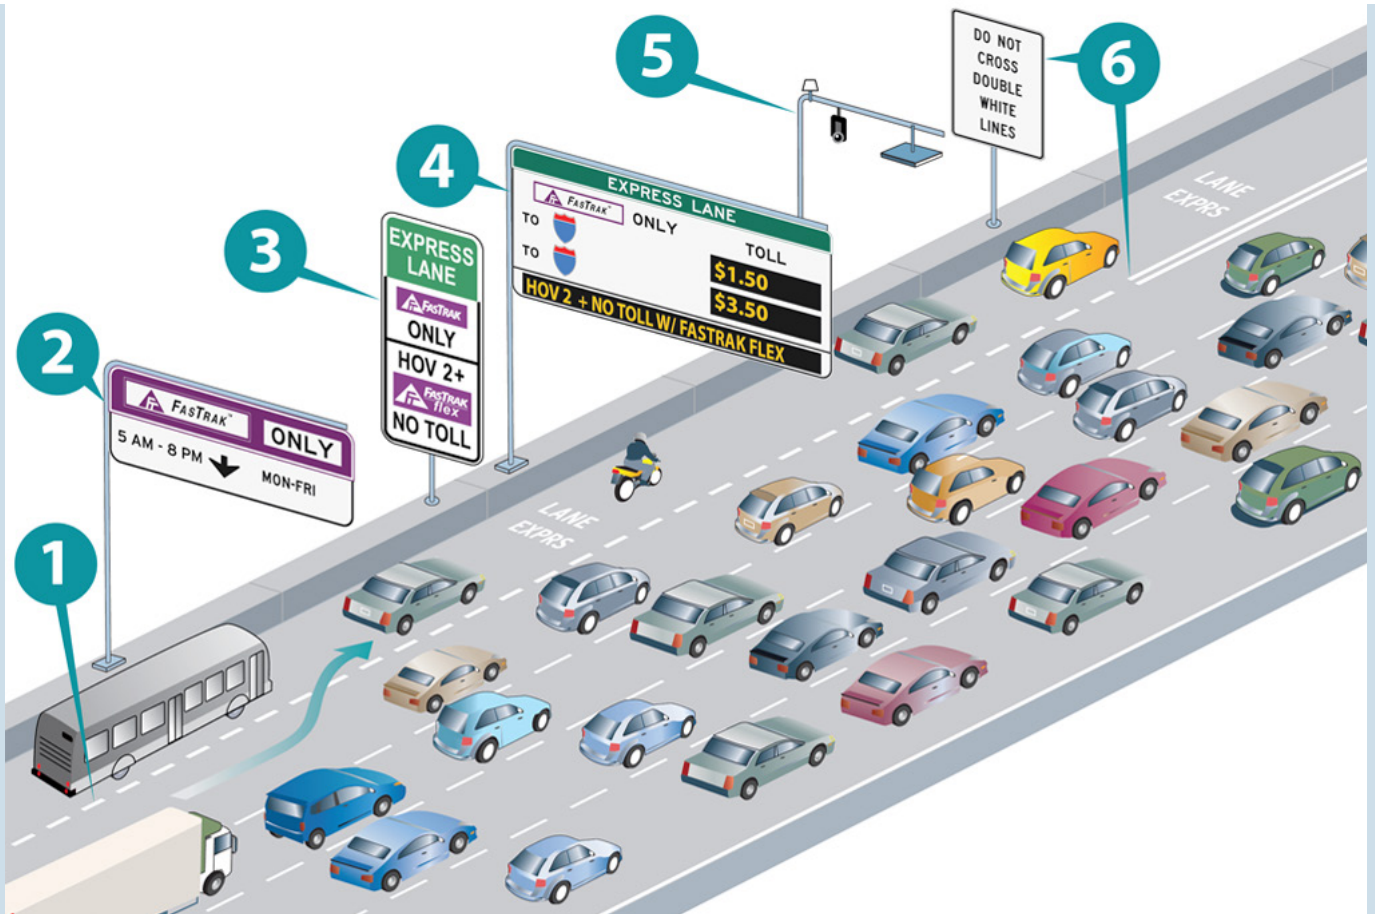 1
2
FASTRAK™ ONLY
5 AM - 8 PM MON-FRI
3
EXPRESS
LANE
FASTRAK
ONLY
HOV 2+
FASTRAK
flex
NO TOLL
4
EXPRESS LANE
FASTRAK™ ONLY
TOLL
TO $1.50
TO $3.50
HOV 2 + NO TOLL W/ FASTRAK FLEX
5
DO NOT
CROSS
DOUBLE
WHITE
LINES
6
LANE
EXPRS
LANE
EXPRS